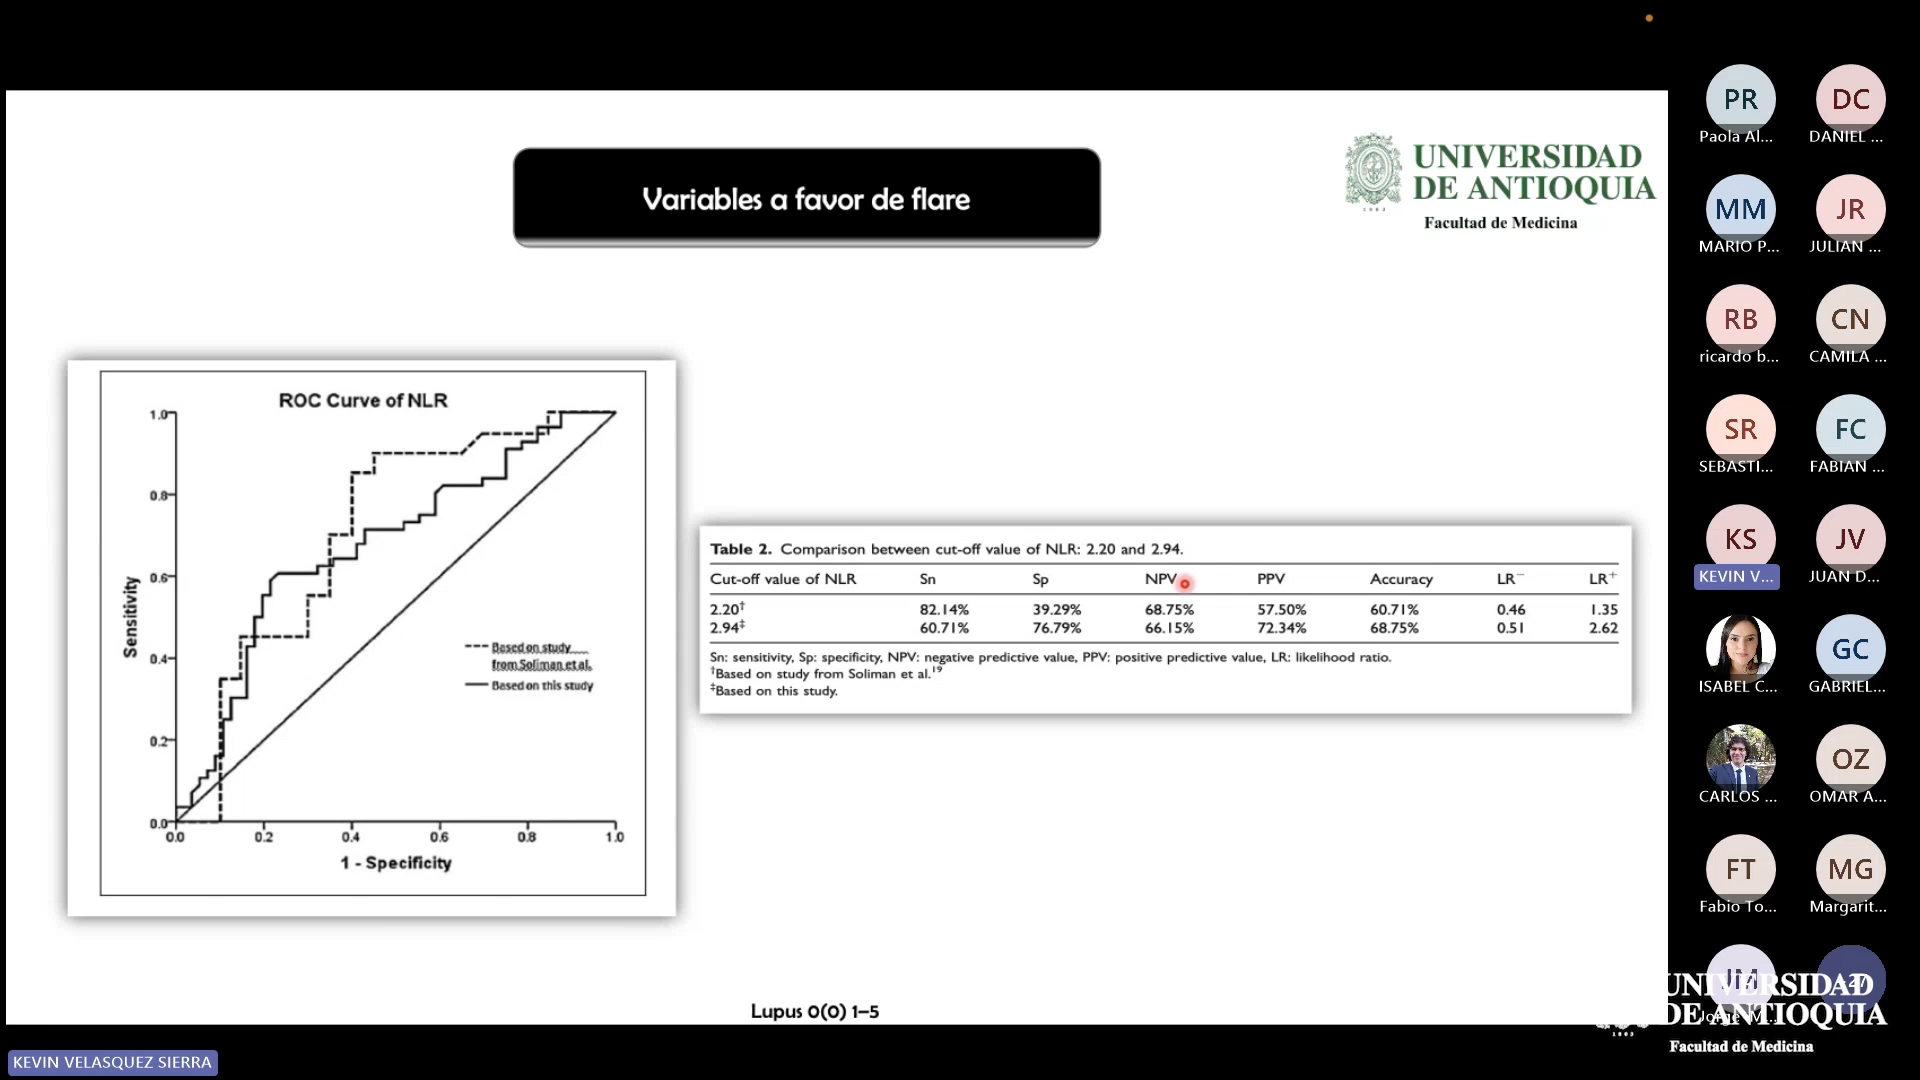 Variables a favor de flare
UNIVERSIDAD
DE ANTIOQUIA
1803
Facultad de Medicina
ROC Curve of NLR
1.0
0.8
0.6
0.4
0.2
0.0
Sensitivity
0.0 0.2 0.4 0.6 0.8 1.0
1 - Specificity
Based on study
from Soliman et al.
Based on this study
Table 2. Comparison between cut-off value of NLR: 2.20 and 2.94.
Cut-off value of NLR Sn Sp NPV PPV Accuracy LR⁻ LR⁺
2.20† 82.14% 39.29% 68.75% 57.50% 60.71% 0.46 1.35
2.94‡ 60.71% 76.79% 66.15% 72.34% 68.75% 0.51 2.62
Sn: sensitivity, Sp: specificity, NPV: negative predictive value, PPV: positive predictive value, LR: likelihood ratio.
†Based on study from Soliman et al.¹⁹
‡Based on this study.
Lupus 0(0) 1–5
PR DC
Paola Al... DANIEL ...
MM JR
MARIO P... JULIAN ...
RB CN
ricardo b... CAMILA ...
SR FC
SEBASTI... FABIAN ...
KS JV
KEVIN V... JUAN D...
GC
ISABEL C... GABRIEL...
OZ
CARLOS ... OMAR A...
FT MG
Fabio To... Margarit...
JM
UNIVERSIDAD
DE ANTIOQUIA
1803
Facultad de Medicina
KEVIN VELASQUEZ SIERRA